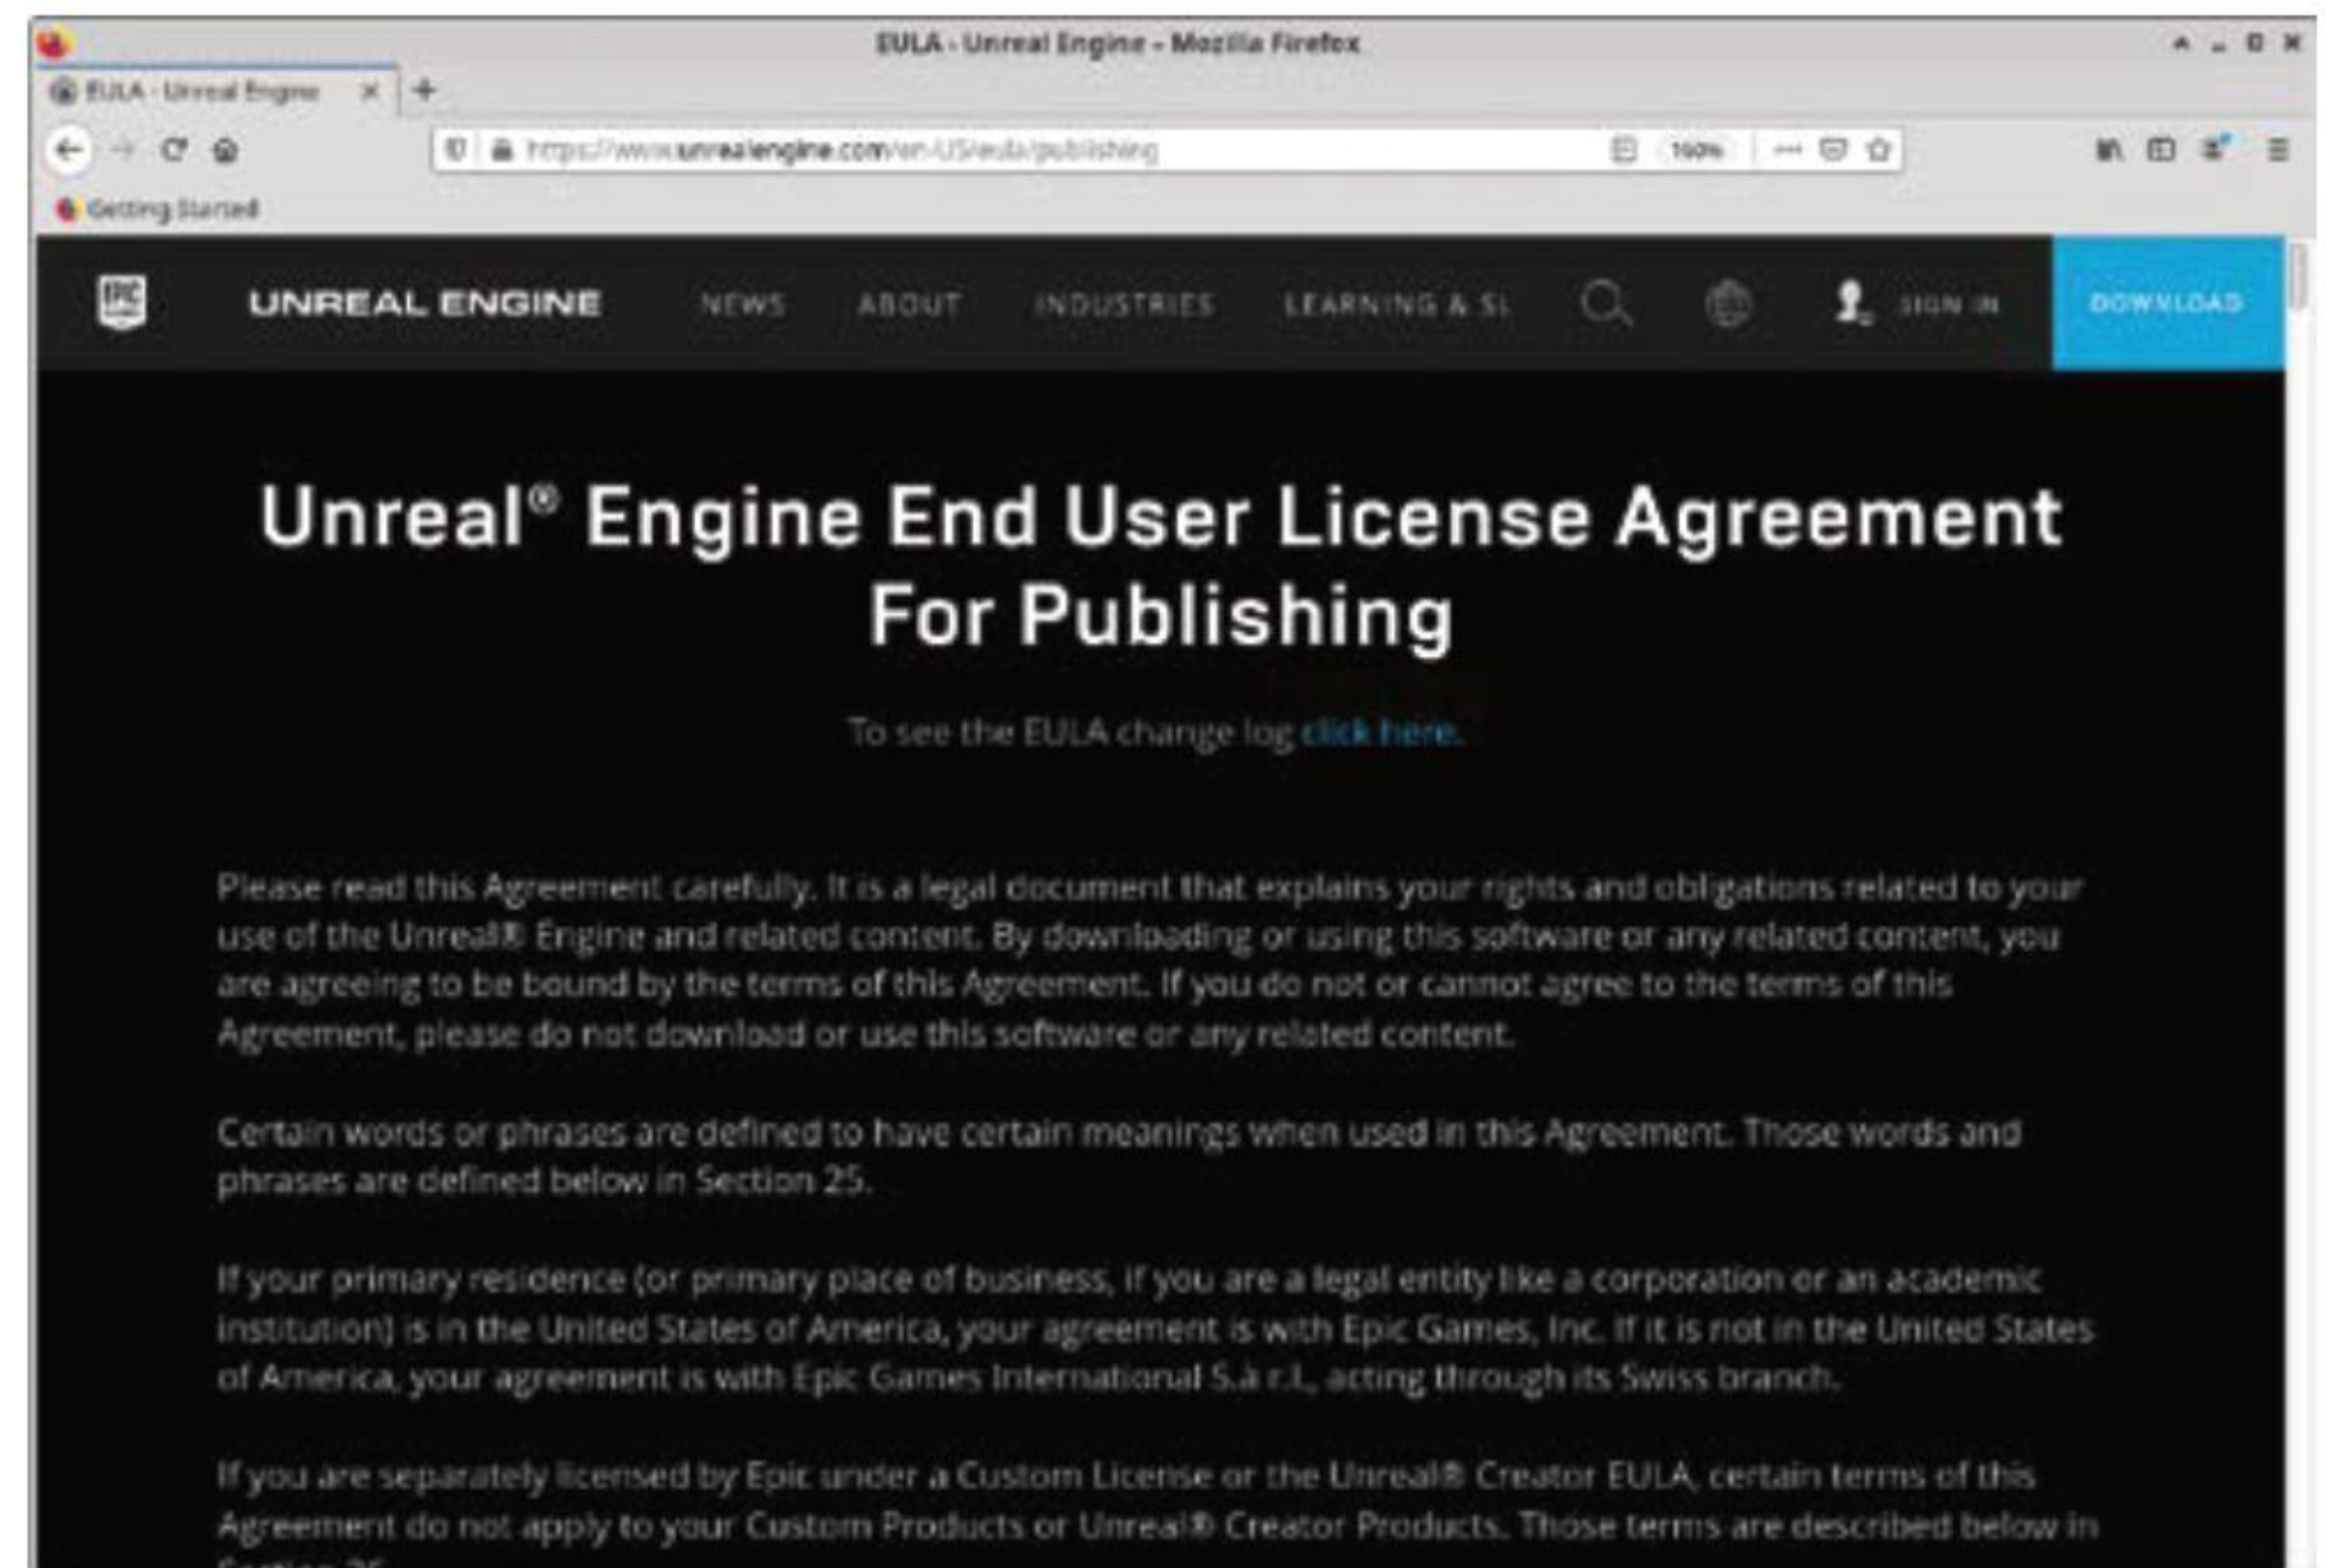 EULA - Unreal Engine - Mozilla Firefox
EULA - Unreal Engine
https://www.unrealengine.com/en-US/eula/publishing
160%
Getting Started
EPIC
UNREAL ENGINE NEWS ABOUT INDUSTRIES LEARNING & SU SIGN IN DOWNLOAD
Unreal® Engine End User License Agreement
For Publishing
To see the EULA change log click here.
Please read this Agreement carefully. It is a legal document that explains your rights and obligations related to your
use of the Unreal® Engine and related content. By downloading or using this software or any related content, you
are agreeing to be bound by the terms of this Agreement. If you do not or cannot agree to the terms of this
Agreement, please do not download or use this software or any related content.
Certain words or phrases are defined to have certain meanings when used in this Agreement. Those words and
phrases are defined below in Section 25.
If your primary residence (or primary place of business, if you are a legal entity like a corporation or an academic
institution) is in the United States of America, your agreement is with Epic Games, Inc. If it is not in the United States
of America, your agreement is with Epic Games International S.à r.l., acting through its Swiss branch.
If you are separately licensed by Epic under a Custom License or the Unreal® Creator EULA, certain terms of this
Agreement do not apply to your Custom Products or Unreal® Creator Products. Those terms are described below in